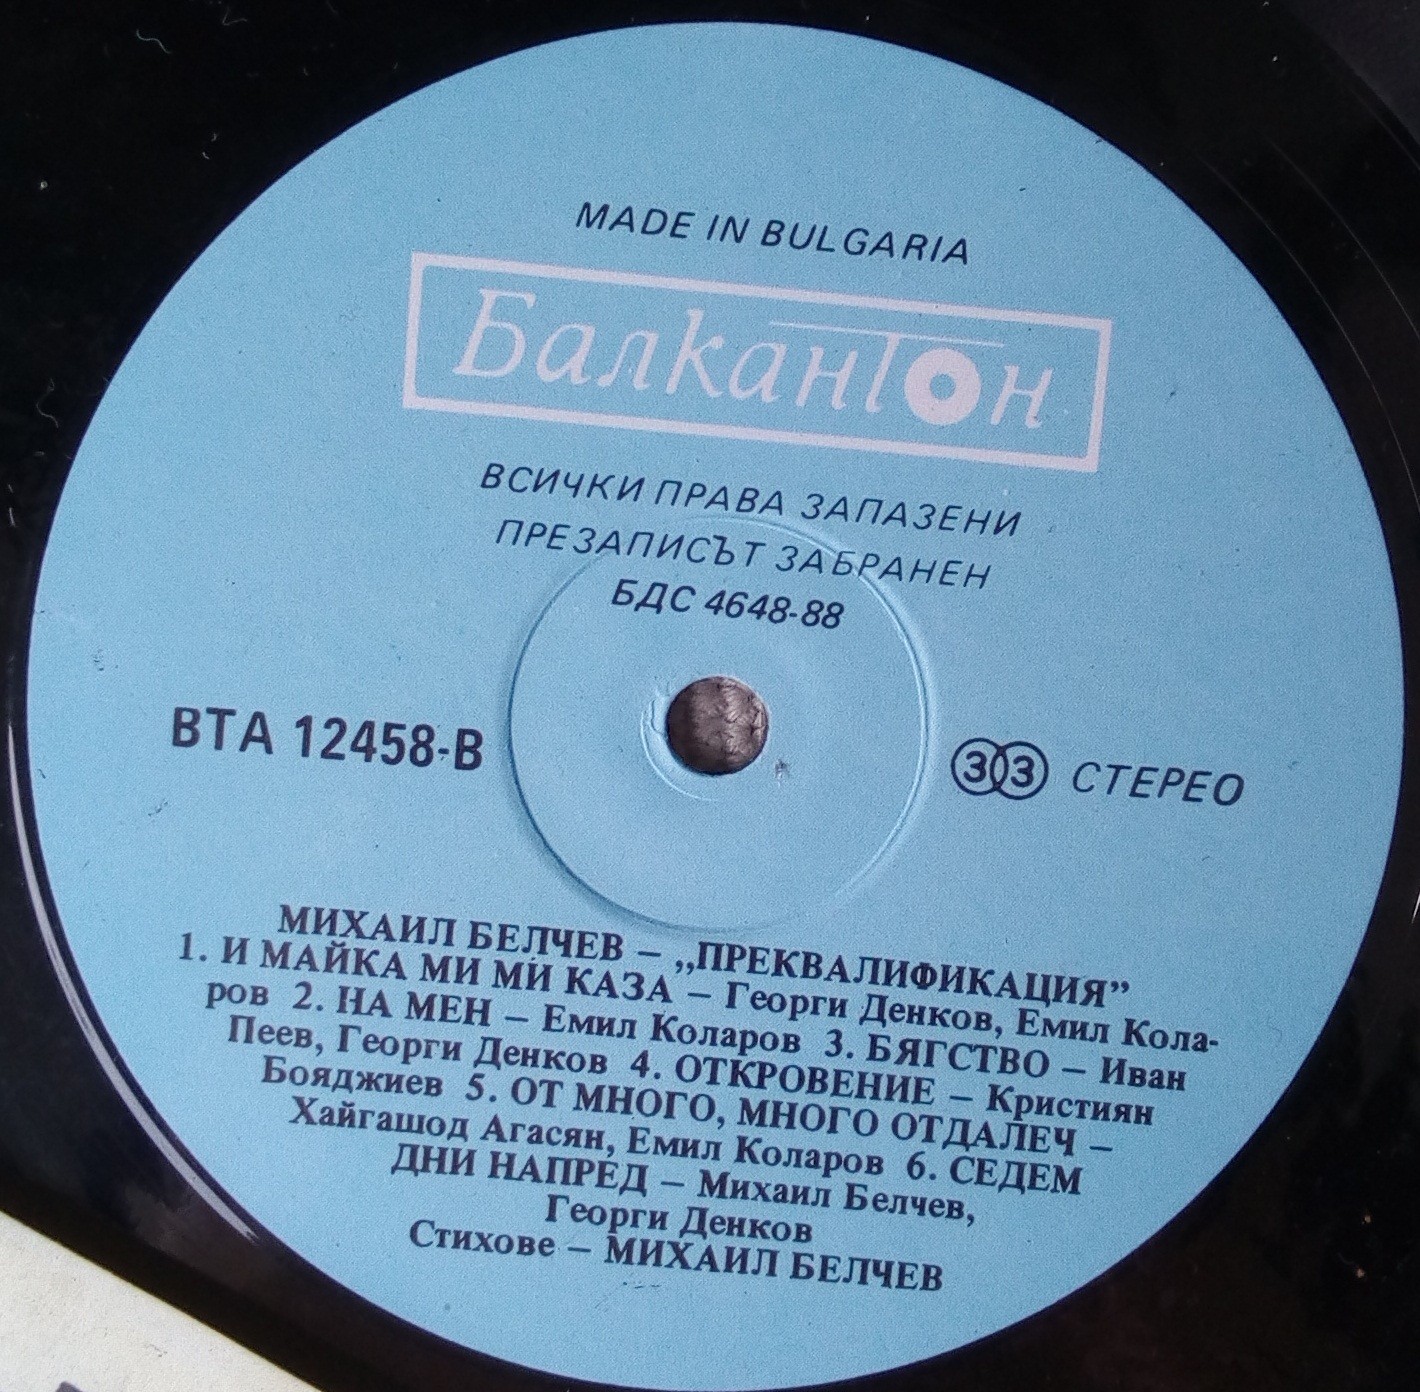 MADE IN BULGARIA
Балкантон
ВСИЧКИ ПРАВА ЗАПАЗЕНИ
ПРЕЗАПИСЪТ ЗАБРАНЕН
БДС 4648-88
ВТА 12458-В
33 СТЕРЕО
МИХАИЛ БЕЛЧЕВ – „ПРЕКВАЛИФИКАЦИЯ”
1. И МАЙКА МИ МИ КАЗА – Георги Денков, Емил Кола-
ров 2. НА МЕН – Емил Коларов 3. БЯГСТВО – Иван
Пеев, Георги Денков 4. ОТКРОВЕНИЕ – Кристиян
Бояджиев 5. ОТ МНОГО, МНОГО ОТДАЛЕЧ –
Хайгашод Агасян, Емил Коларов 6. СЕДЕМ
ДНИ НАПРЕД – Михаил Белчев,
Георги Денков
Стихове – МИХАИЛ БЕЛЧЕВ